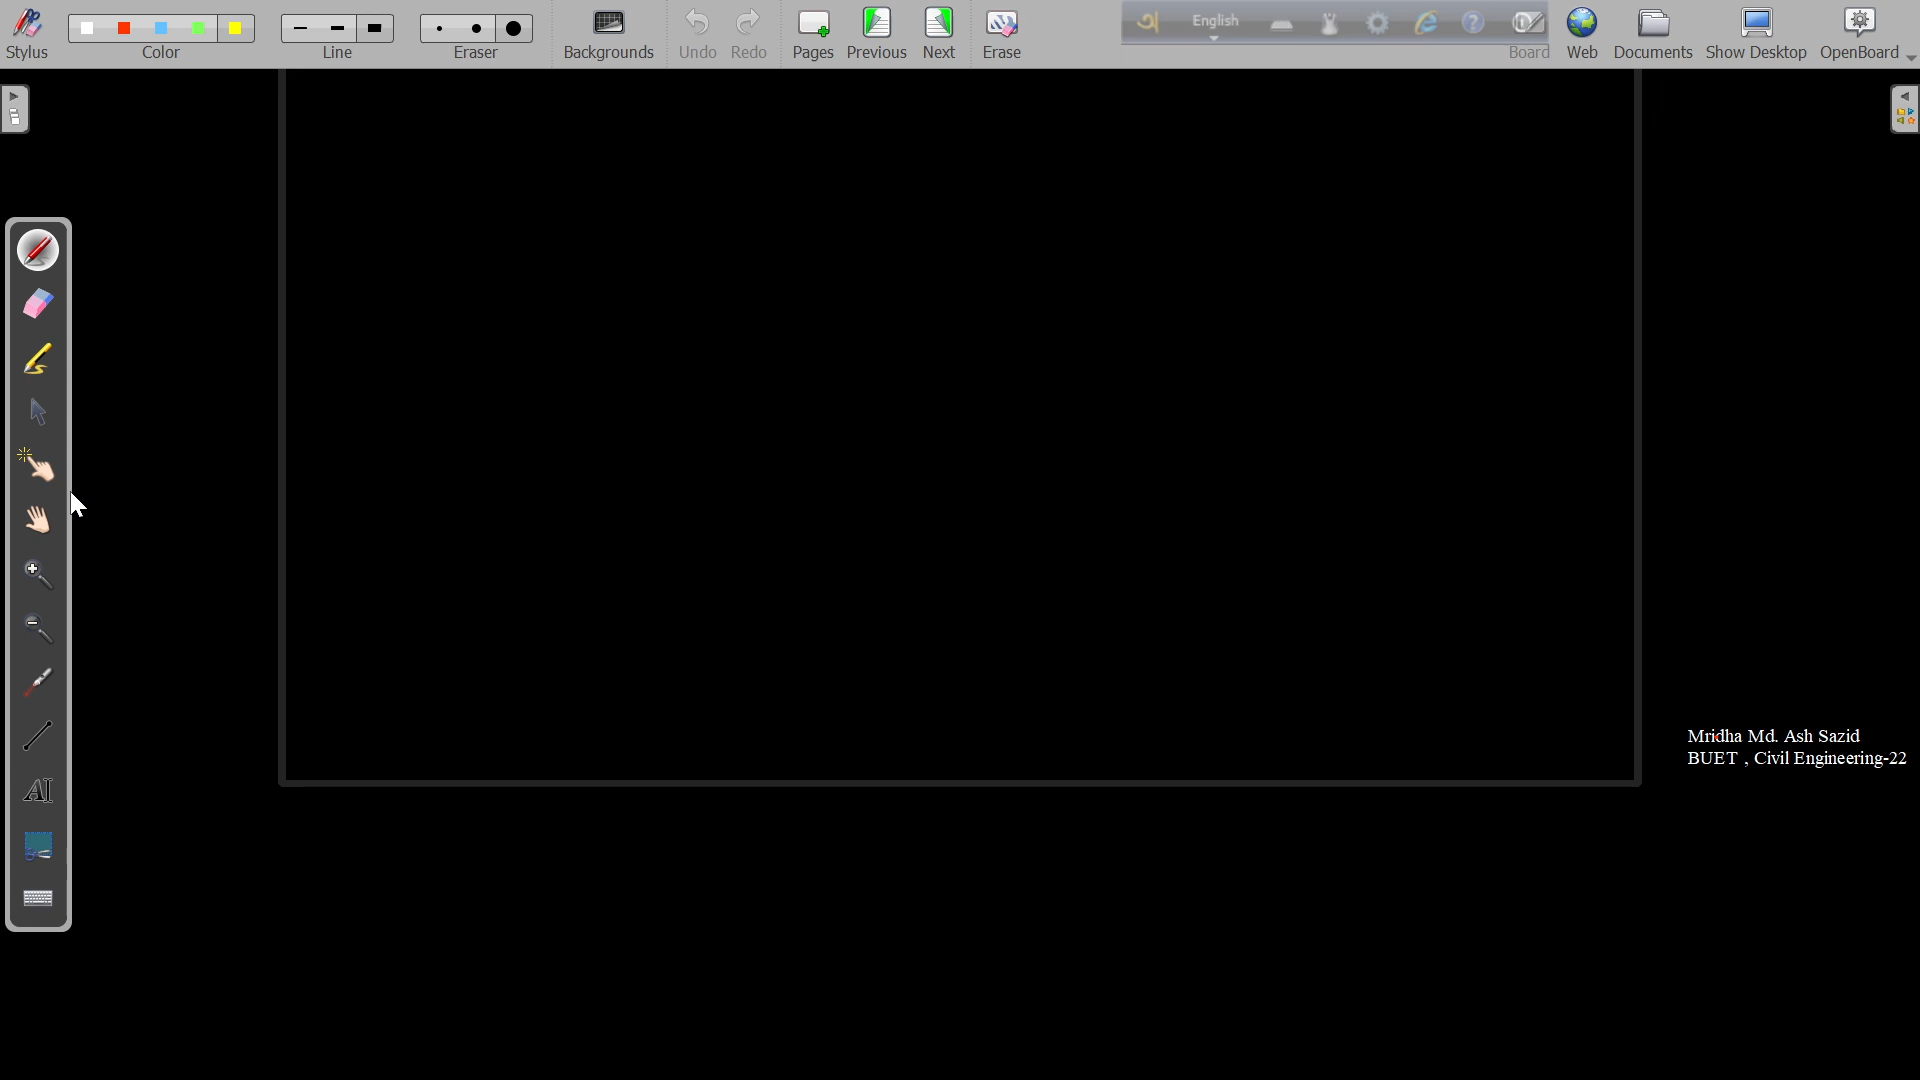 Stylus Color Line Eraser Backgrounds Undo Redo Pages Previous Next Erase অ English Board Web Documents Show Desktop OpenBoard
AI
Mridha Md. Ash Sazid
BUET , Civil Engineering-22